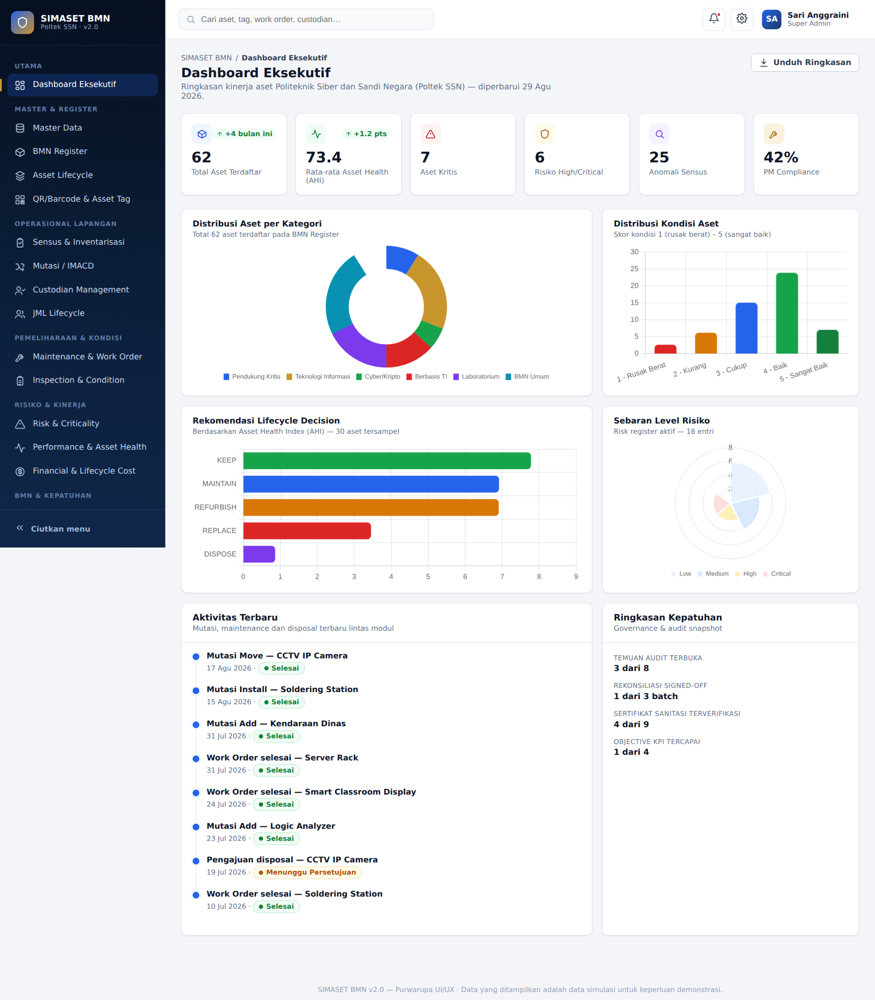 SIMASET BMN
Poltek SSN · v2.0
UTAMA
Dashboard Eksekutif
MASTER & REGISTER
Master Data
BMN Register
Asset Lifecycle
QR/Barcode & Asset Tag
OPERASIONAL LAPANGAN
Sensus & Inventarisasi
Mutasi / IMACD
Custodian Management
JML Lifecycle
PEMELIHARAAN & KONDISI
Maintenance & Work Order
Inspection & Condition
RISIKO & KINERJA
Risk & Criticality
Performance & Asset Health
Financial & Lifecycle Cost
BMN & KEPATUHAN
Ciutkan menu
Cari aset, tag, work order, custodian…
SA
Sari Anggraini
Super Admin
SIMASET BMN / Dashboard Eksekutif
Dashboard Eksekutif
Ringkasan kinerja aset Politeknik Siber dan Sandi Negara (Poltek SSN) — diperbarui 29 Agu
2026.
Unduh Ringkasan
+4 bulan ini
62
Total Aset Terdaftar
+1.2 pts
73.4
Rata-rata Asset Health
(AHI)
7
Aset Kritis
6
Risiko High/Critical
25
Anomali Sensus
42%
PM Compliance
Distribusi Aset per Kategori
Total 62 aset terdaftar pada BMN Register
Pendukung Kritis
Teknologi Informasi
Cyber/Kripto
Berbasis TI
Laboratorium
BMN Umum
Distribusi Kondisi Aset
Skor kondisi 1 (rusak berat) – 5 (sangat baik)
30
25
20
15
10
5
0
1 - Rusak Berat
2 - Kurang
3 - Cukup
4 - Baik
5 - Sangat Baik
Rekomendasi Lifecycle Decision
Berdasarkan Asset Health Index (AHI) — 30 aset tersampel
KEEP
MAINTAIN
REFURBISH
REPLACE
DISPOSE
0 1 2 3 4 5 6 7 8 9
Sebaran Level Risiko
Risk register aktif — 18 entri
8
6
4
2
Low
Medium
High
Critical
Aktivitas Terbaru
Mutasi, maintenance dan disposal terbaru lintas modul
Mutasi Move — CCTV IP Camera
17 Agu 2026 · Selesai
Mutasi Install — Soldering Station
15 Agu 2026 · Selesai
Mutasi Add — Kendaraan Dinas
31 Jul 2026 · Selesai
Work Order selesai — Server Rack
31 Jul 2026 · Selesai
Work Order selesai — Smart Classroom Display
24 Jul 2026 · Selesai
Mutasi Add — Logic Analyzer
23 Jul 2026 · Selesai
Pengajuan disposal — CCTV IP Camera
19 Jul 2026 · Menunggu Persetujuan
Work Order selesai — Soldering Station
10 Jul 2026 · Selesai
Ringkasan Kepatuhan
Governance & audit snapshot
TEMUAN AUDIT TERBUKA
3 dari 8
REKONSILIASI SIGNED-OFF
1 dari 3 batch
SERTIFIKAT SANITASI TERVERIFIKASI
4 dari 9
OBJECTIVE KPI TERCAPAI
1 dari 4
SIMASET BMN v2.0 — Purwarupa UI/UX · Data yang ditampilkan adalah data simulasi untuk keperluan demonstrasi.